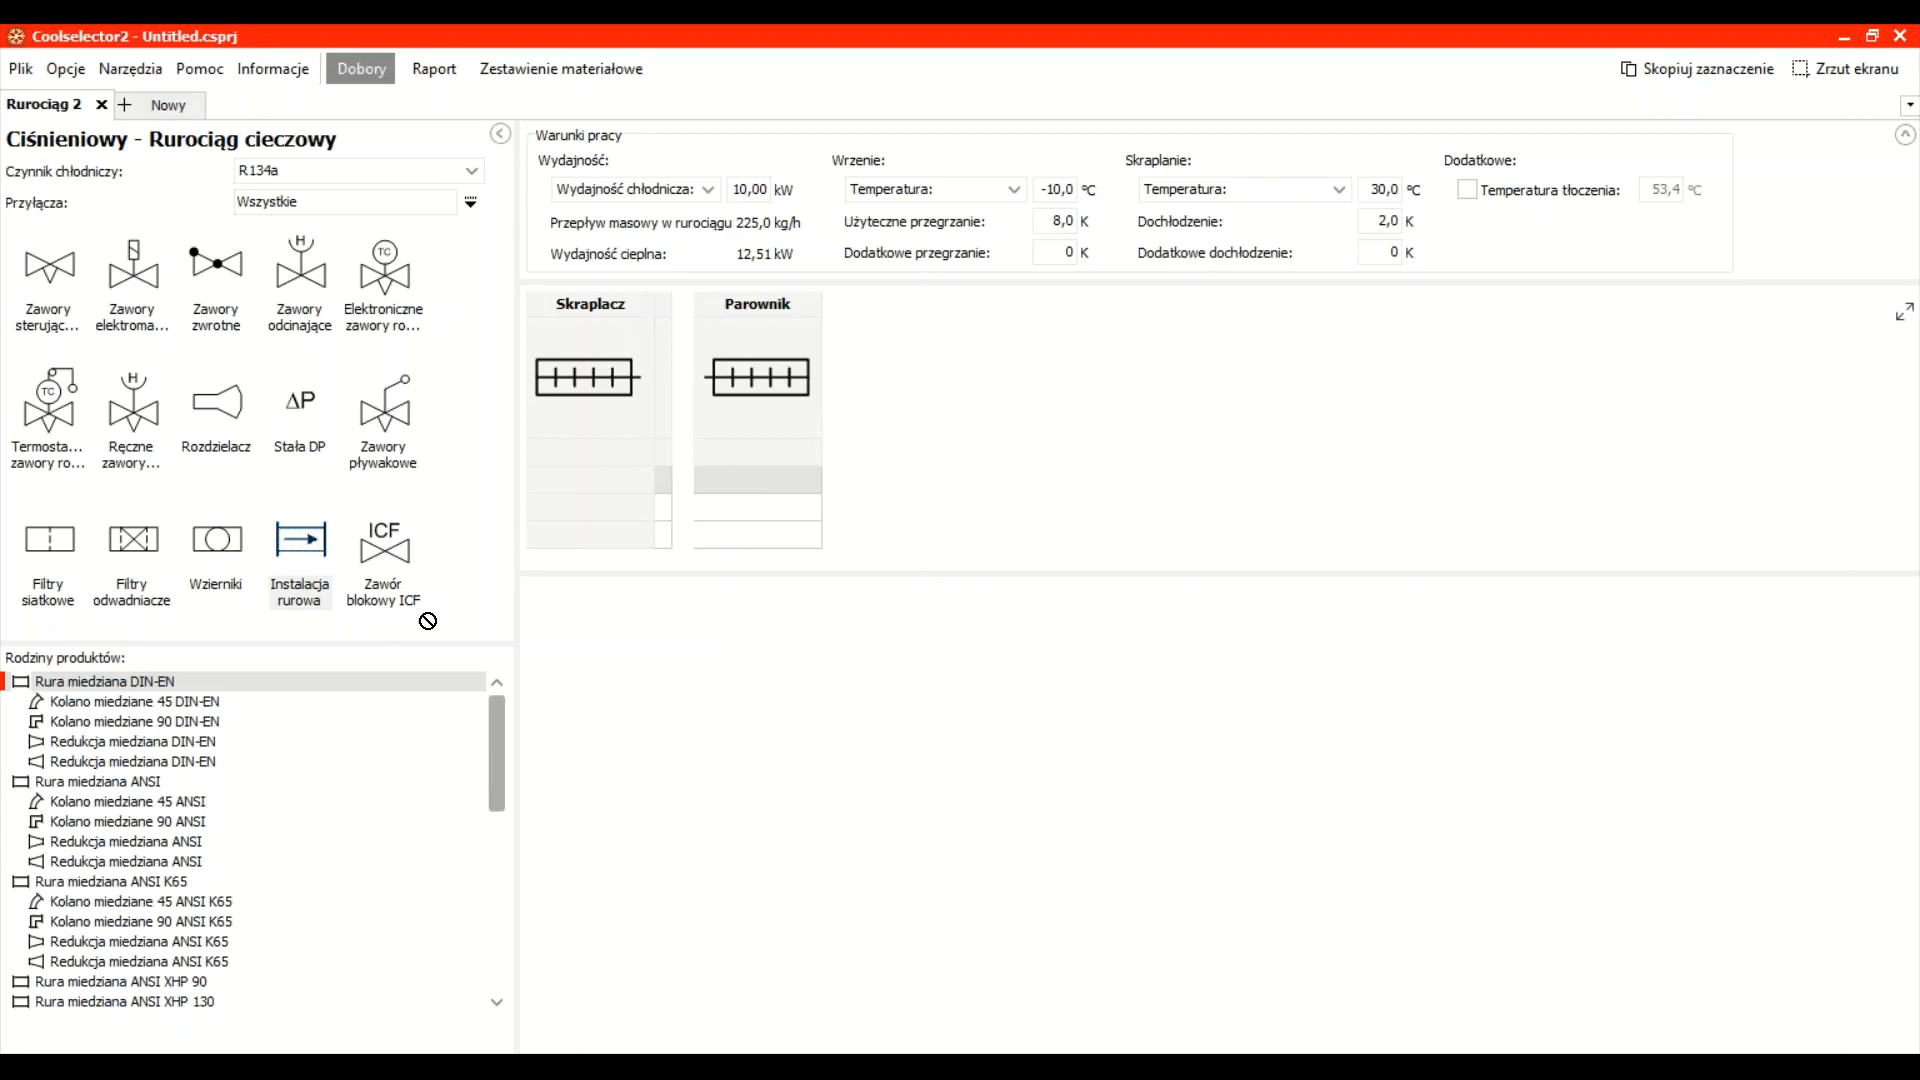 Coolselector2 - Untitled.csprj
Plik Opcje Narzędzia Pomoc Informacje Dobory Raport Zestawienie materiałowe Skopiuj zaznaczenie Zrzut ekranu
Rurociąg 2 Nowy
Ciśnieniowy - Rurociąg cieczowy
Czynnik chłodniczy: R134a
Przyłącza: Wszystkie
H
TC
Zawory sterując...
Zawory elektroma...
Zawory zwrotne
Zawory odcinające
Elektroniczne zawory ro...
TC
H
ΔP
Termosta... zawory ro...
Ręczne zawory...
Rozdzielacz
Stała DP
Zawory pływakowe
ICF
Filtry siatkowe
Filtry odwadniacze
Wzierniki
Instalacja rurowa
Zawór blokowy ICF
Rodziny produktów:
Rura miedziana DIN-EN
Kolano miedziane 45 DIN-EN
Kolano miedziane 90 DIN-EN
Redukcja miedziana DIN-EN
Redukcja miedziana DIN-EN
Rura miedziana ANSI
Kolano miedziane 45 ANSI
Kolano miedziane 90 ANSI
Redukcja miedziana ANSI
Redukcja miedziana ANSI
Rura miedziana ANSI K65
Kolano miedziane 45 ANSI K65
Kolano miedziane 90 ANSI K65
Redukcja miedziana ANSI K65
Redukcja miedziana ANSI K65
Rura miedziana ANSI XHP 90
Rura miedziana ANSI XHP 130
Warunki pracy
Wydajność:
Wydajność chłodnicza: 10,00 kW
Przepływ masowy w rurociągu 225,0 kg/h
Wydajność cieplna: 12,51 kW
Wrzenie:
Temperatura: -10,0 °C
Użyteczne przegrzanie: 8,0 K
Dodatkowe przegrzanie: 0 K
Skraplanie:
Temperatura: 30,0 °C
Dochłodzenie: 2,0 K
Dodatkowe dochłodzenie: 0 K
Dodatkowe:
Temperatura tłoczenia: 53,4 °C
Skraplacz
Parownik